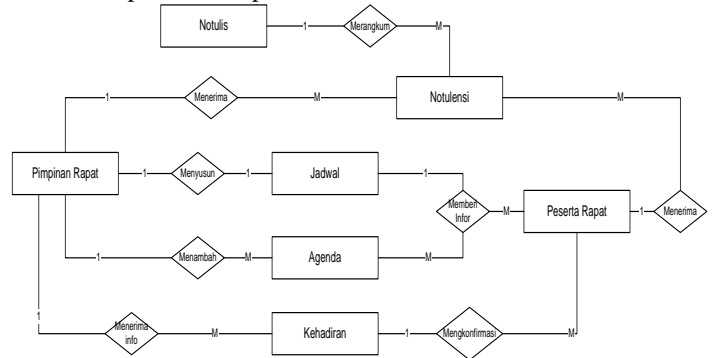 Notulis
1
Merangkum
M
1
Menerima
M
Notulensi
M
Pimpinan Rapat
1
Menyusun
1
Jadwal
1
Memberi
Infor
M
Peserta Rapat
1
Menerima
1
Menambah
M
Agenda
M
1
Menerima
info
M
Kehadiran
1
Mengkonfirmasi
M